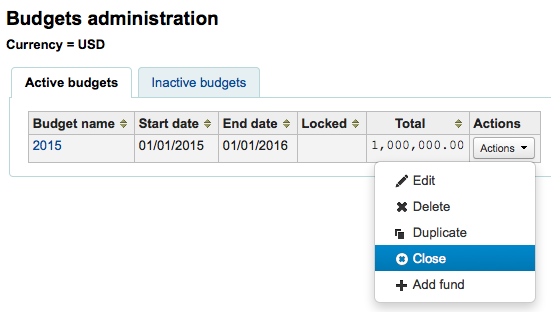 Budgets administration
Currency = USD
Active budgets Inactive budgets
Budget name Start date End date Locked Total Actions
2015 01/01/2015 01/01/2016 1,000,000.00 Actions
Edit
Delete
Duplicate
Close
Add fund